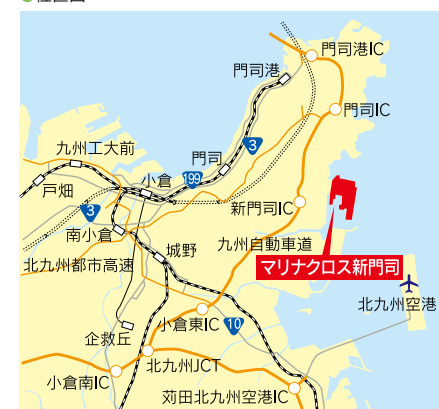 門司港IC
門司港
門司IC
九州工大前
門司
3
199
小倉
戸畑
新門司IC
3
南小倉
城野
九州自動車道
北九州都市高速
マリナクロス新門司
北九州空港
小倉東IC
10
企救丘
北九州JCT
小倉南IC
苅田北九州空港IC